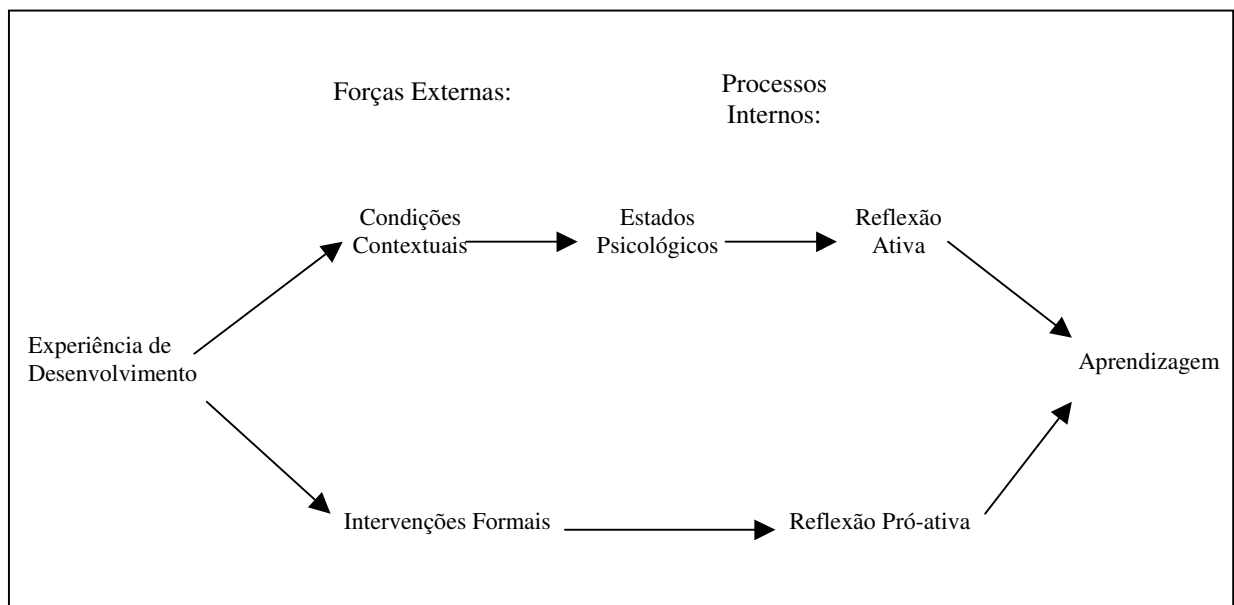 Forças Externas:
Processos
Internos:
Condições
Contextuais
Estados
Psicológicos
Reflexão
Ativa
Experiência de
Desenvolvimento
Aprendizagem
Intervenções Formais
Reflexão Pró-ativa